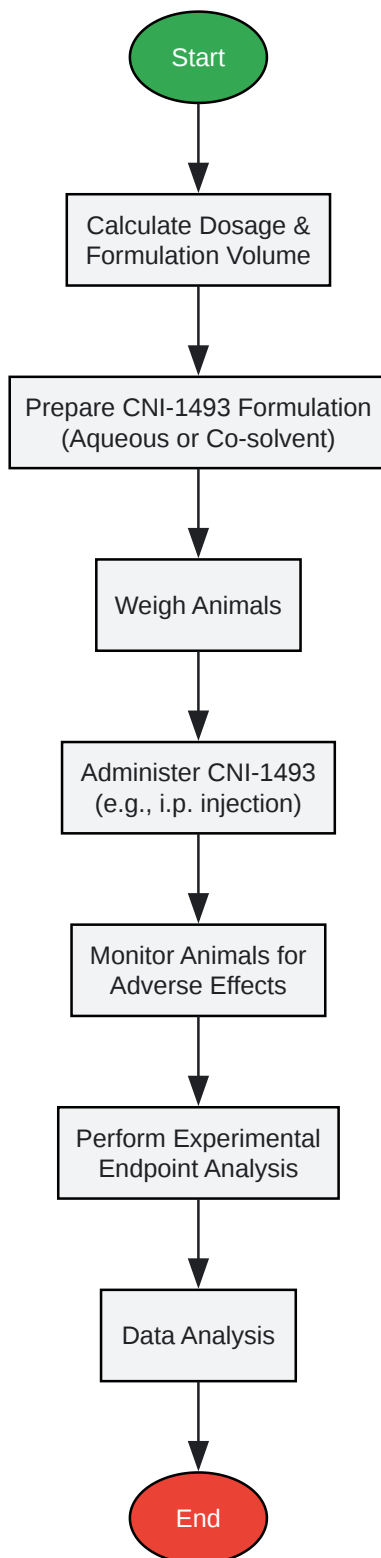 Start
Calculate Dosage &
Formulation Volume
Prepare CNI-1493 Formulation
(Aqueous or Co-solvent)
Weigh Animals
Administer CNI-1493
(e.g., i.p. injection)
Monitor Animals for
Adverse Effects
Perform Experimental
Endpoint Analysis
Data Analysis
End